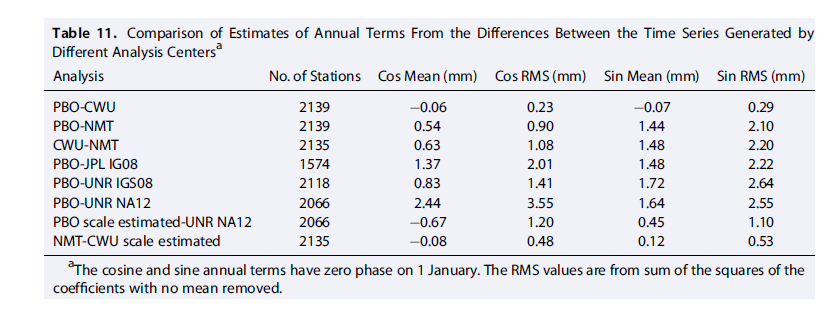 Table 11. Comparison of Estimates of Annual Terms From the Differences Between the Time Series Generated by
Different Analysis Centersa
Analysis No. of Stations Cos Mean (mm) Cos RMS (mm) Sin Mean (mm) Sin RMS (mm)
PBO-CWU 2139 −0.06 0.23 −0.07 0.29
PBO-NMT 2139 0.54 0.90 1.44 2.10
CWU-NMT 2135 0.63 1.08 1.48 2.20
PBO-JPL IG08 1574 1.37 2.01 1.48 2.22
PBO-UNR IGS08 2118 0.83 1.41 1.72 2.64
PBO-UNR NA12 2066 2.44 3.55 1.64 2.55
PBO scale estimated-UNR NA12 2066 −0.67 1.20 0.45 1.10
NMT-CWU scale estimated 2135 −0.08 0.48 0.12 0.53
aThe cosine and sine annual terms have zero phase on 1 January. The RMS values are from sum of the squares of the
coefficients with no mean removed.